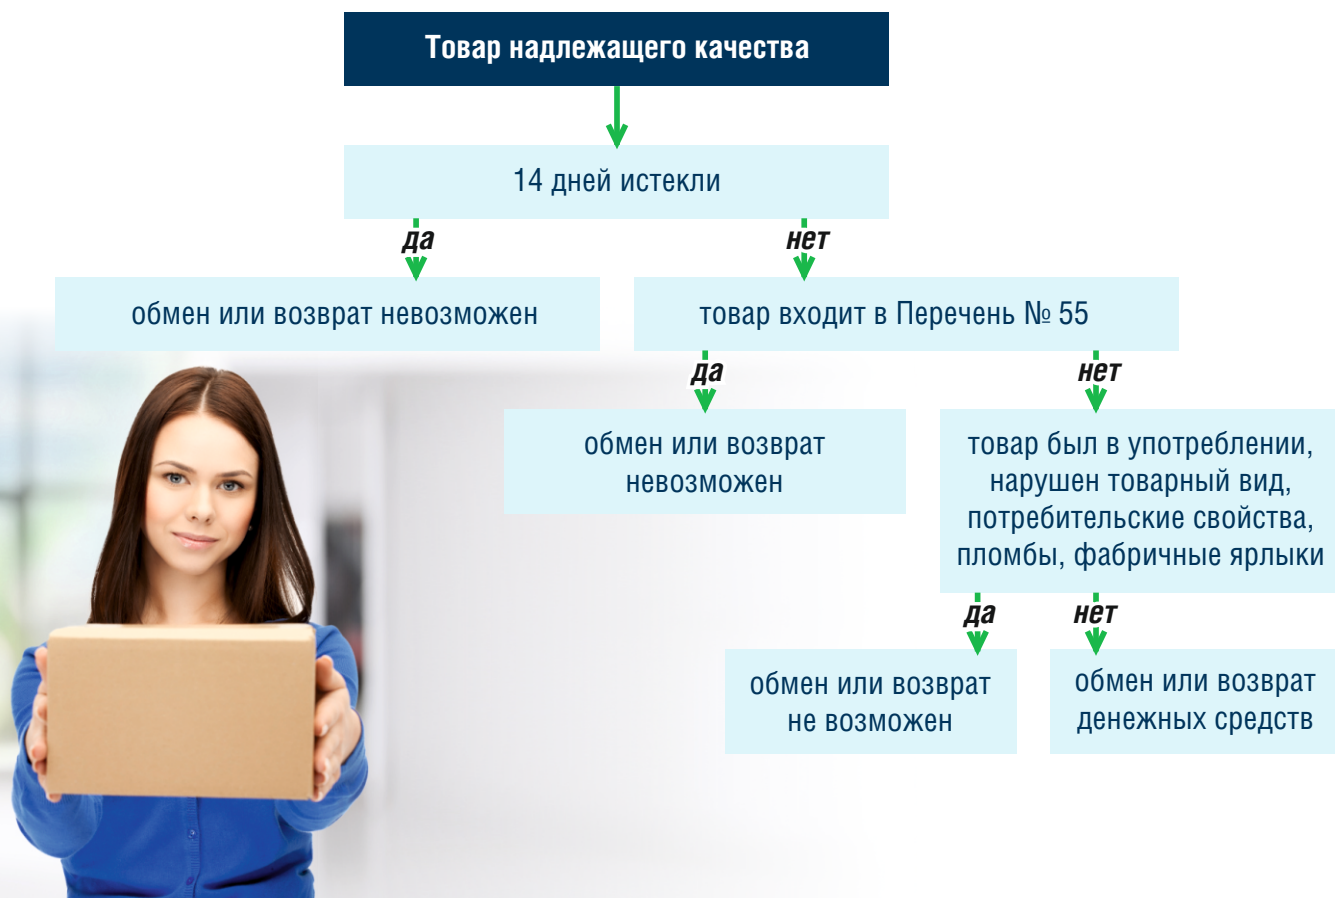 Товар надлежащего качества
14 дней истекли
да
нет
обмен или возврат невозможен
товар входит в Перечень № 55
да
нет
обмен или возврат
невозможен
товар был в употреблении,
нарушен товарный вид,
потребительские свойства,
пломбы, фабричные ярлыки
да
нет
обмен или возврат
не возможен
обмен или возврат
денежных средств